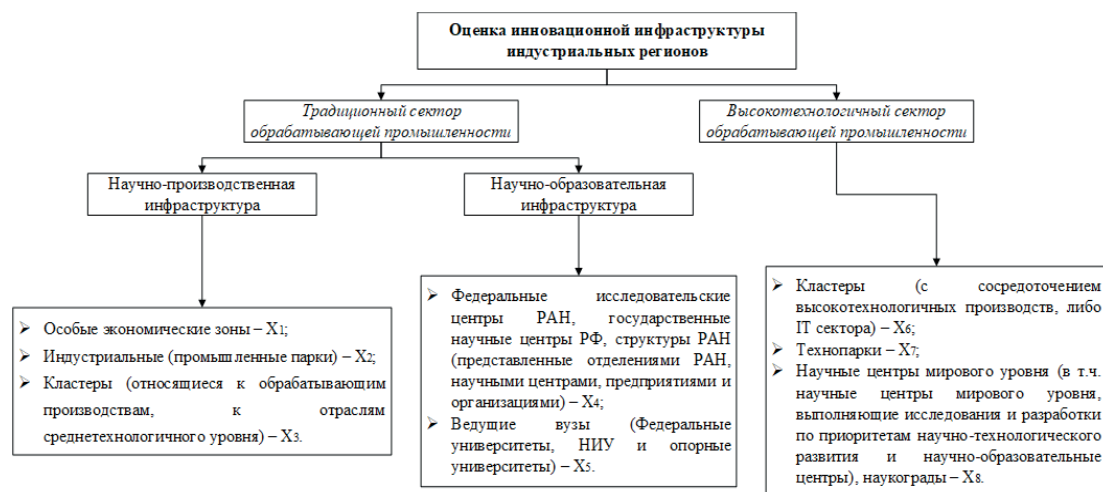 Оценка инновационной инфраструктуры
индустриальных регионов
Традиционный сектор
обрабатывающей промышленности
Высокотехнологичный сектор
обрабатывающей промышленности
Научно-производственная
инфраструктура
Научно-образовательная
инфраструктура
➢ Особые экономические зоны – X1;
➢ Индустриальные (промышленные парки) – X2;
➢ Кластеры (относящиеся к обрабатывающим
производствам, к отраслям
среднетехнологичного уровня) – X3.
➢ Федеральные исследовательские
центры РАН, государственные
научные центры РФ, структуры РАН
(представленные отделениями РАН,
научными центрами, предприятиями и
организациями) – X4;
➢ Ведущие вузы (Федеральные
университеты, НИУ и опорные
университеты) – X5.
➢ Кластеры (с сосредоточением
высокотехнологичных производств, либо
IT сектора) – X6;
➢ Технопарки – X7;
➢ Научные центры мирового уровня (в т.ч.
научные центры мирового уровня,
выполняющие исследования и разработки
по приоритетам научно-технологического
развития и научно-образовательные
центры), наукограды – X8.